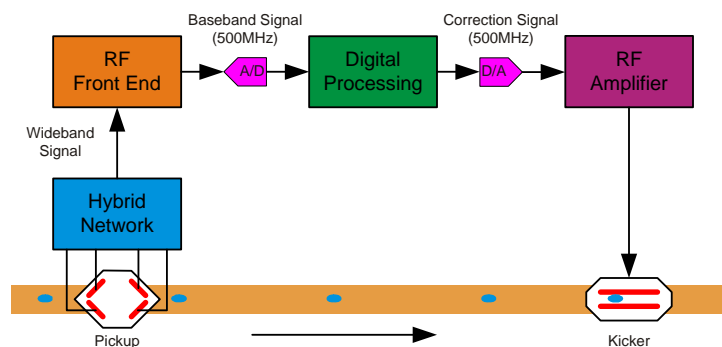 Baseband Signal
(500MHz)
Correction Signal
(500MHz)
RF
Front End
A/D
Digital
Processing
D/A
RF
Amplifier
Wideband
Signal
Hybrid
Network
Pickup
Kicker